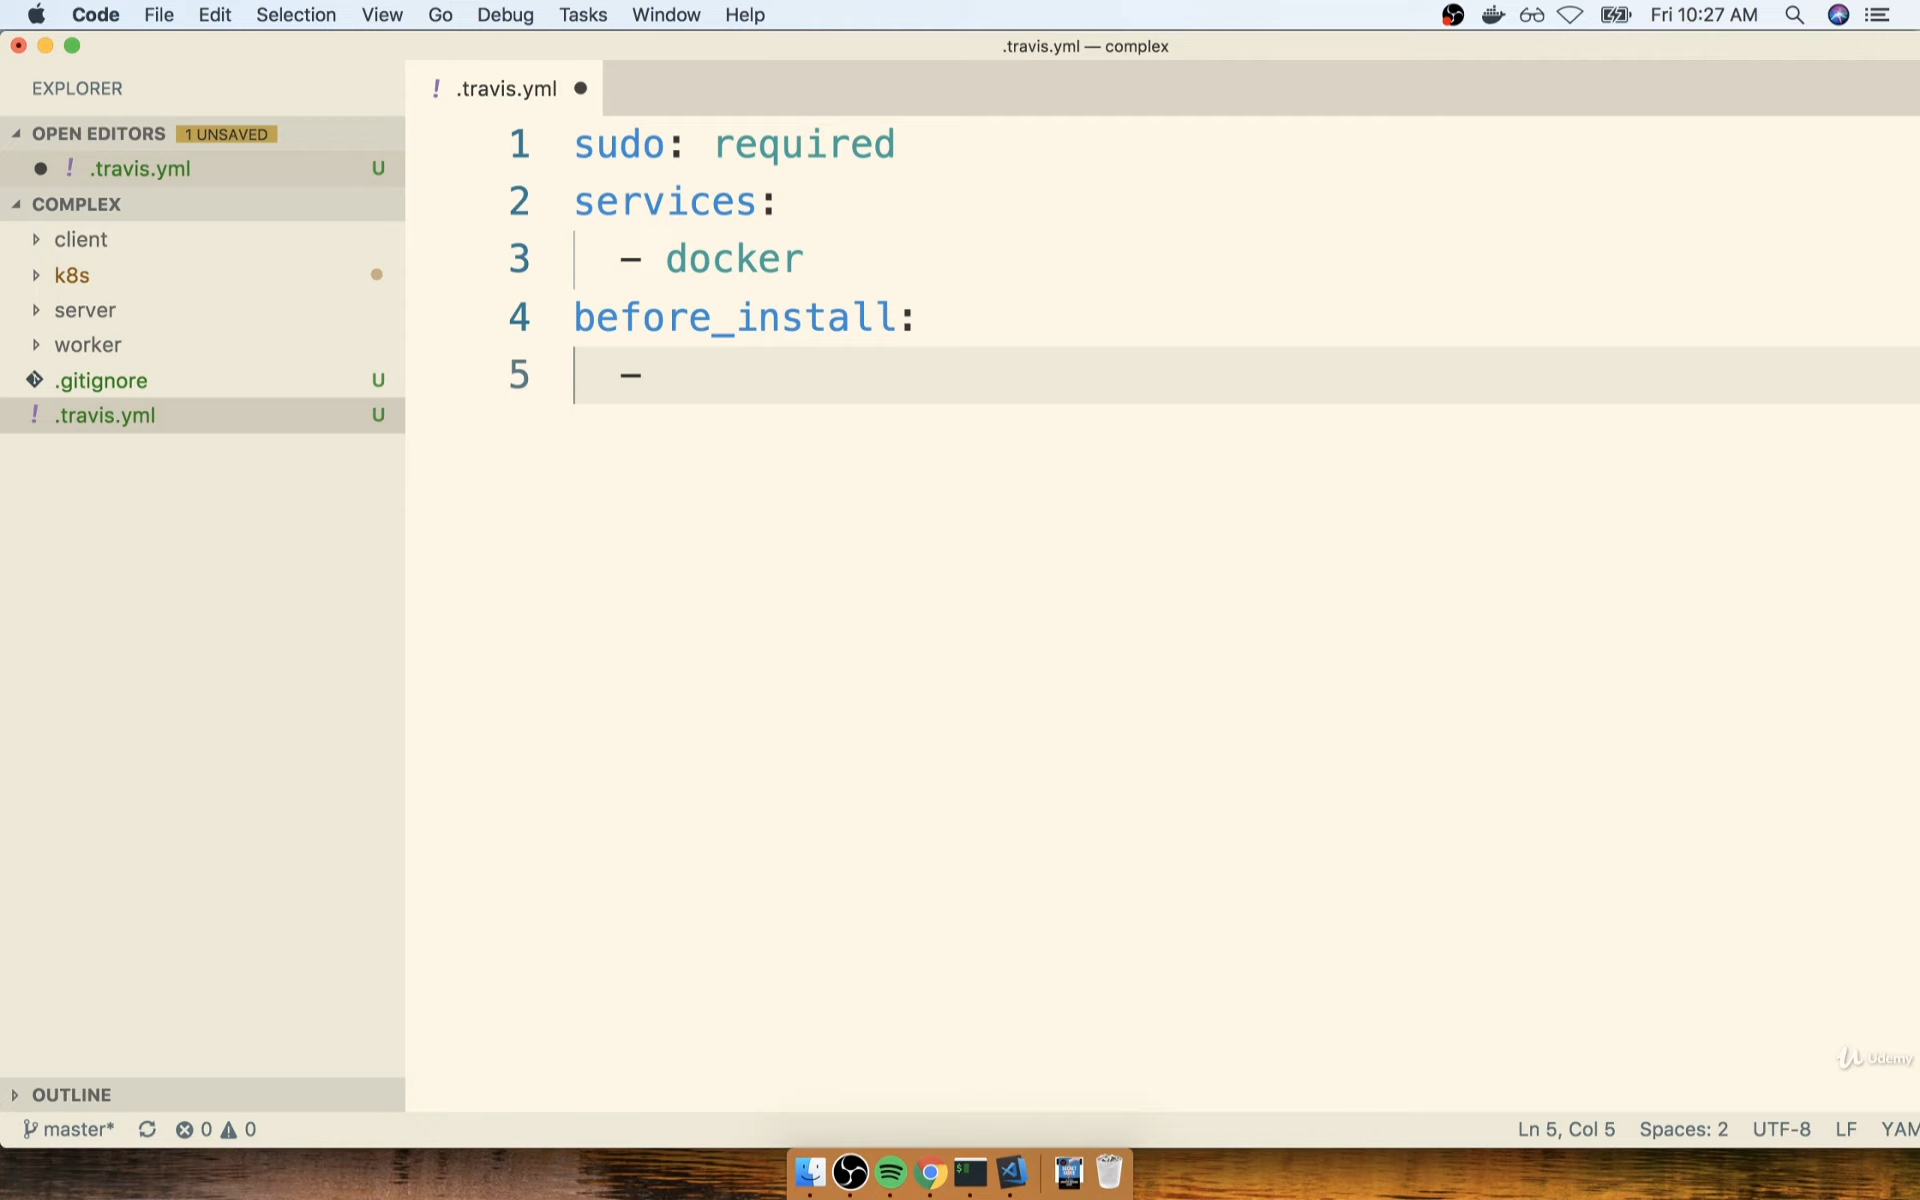 Code File Edit Selection View Go Debug Tasks Window Help Fri 10:27 AM
.travis.yml — complex
EXPLORER
! .travis.yml
OPEN EDITORS 1 UNSAVED
! .travis.yml U
COMPLEX
client
k8s
server
worker
.gitignore U
! .travis.yml U
1 sudo: required
2 services:
3 - docker
4 before_install:
5 -
Udemy
OUTLINE
master* 0 0 Ln 5, Col 5 Spaces: 2 UTF-8 LF YAM